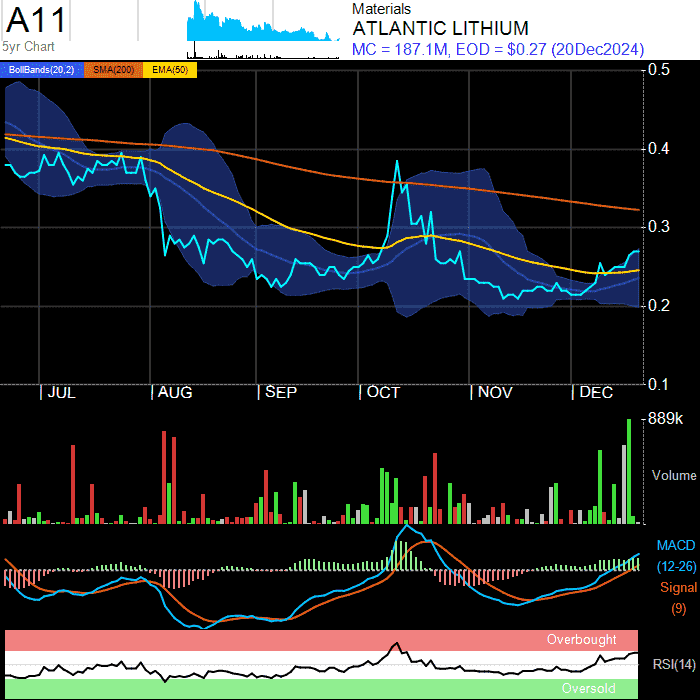 A11
5yr Chart
Materials
ATLANTIC LITHIUM
MC = 187.1M, EOD = $0.27 (20Dec2024)
BollBands(20,2) SMA(200) EMA(50)
0.5
0.4
0.3
0.2
0.1
JUL AUG SEP OCT NOV DEC
889k
Volume
MACD
(12-26)
Signal
(9)
Overbought
RSI(14)
Oversold